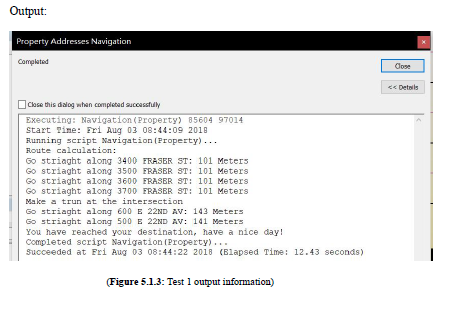 Output:
Property Addresses Navigation
Completed
Close
<< Details
Close this dialog when completed successfully
Executing: Navigation(Property) 85604 97014
Start Time: Fri Aug 03 08:44:09 2018
Running script Navigation(Property)...
Route calculation:
Go striaght along 3400 FRASER ST: 101 Meters
Go striaght along 3500 FRASER ST: 101 Meters
Go striaght along 3600 FRASER ST: 101 Meters
Go striaght along 3700 FRASER ST: 101 Meters
Make a trun at the intersection
Go striaght along 600 E 22ND AV: 143 Meters
Go striaght along 500 E 22ND AV: 141 Meters
You have reached your destination, have a nice day!
Completed script Navigation(Property)...
Succeeded at Fri Aug 03 08:44:22 2018 (Elapsed Time: 12.43 seconds)
(Figure 5.1.3: Test 1 output information)